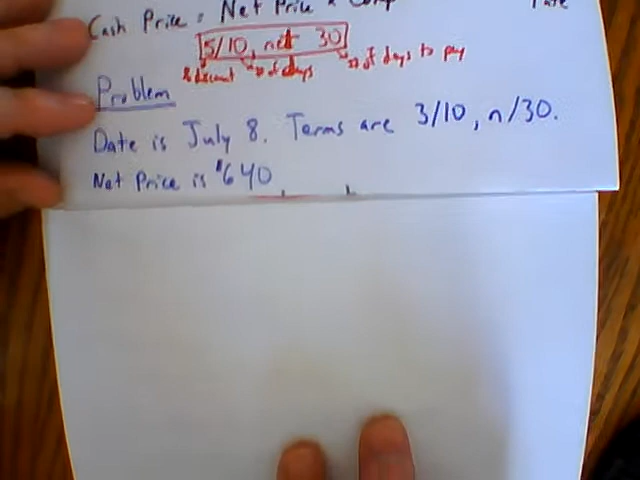 Cash Price = Net Price x Comp
5/10, net 30
% discount # of days # of days to pay
Problem
Date is July 8. Terms are 3/10, n/30.
Net Price is $640